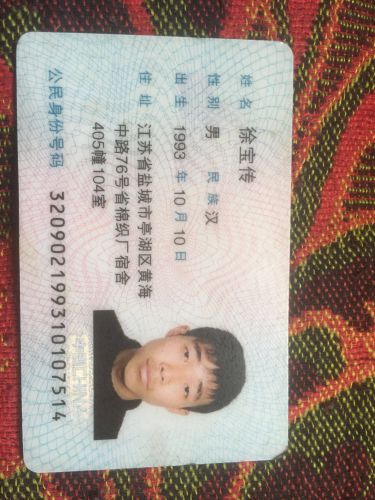 姓名 徐宝传
性别 男 民族 汉
出生 1993 年 10 月 10 日
住址 江苏省盐城市亭湖区黄海
中路76号省棉织厂宿舍
405幢104室
公民身份号码 320902199310107514